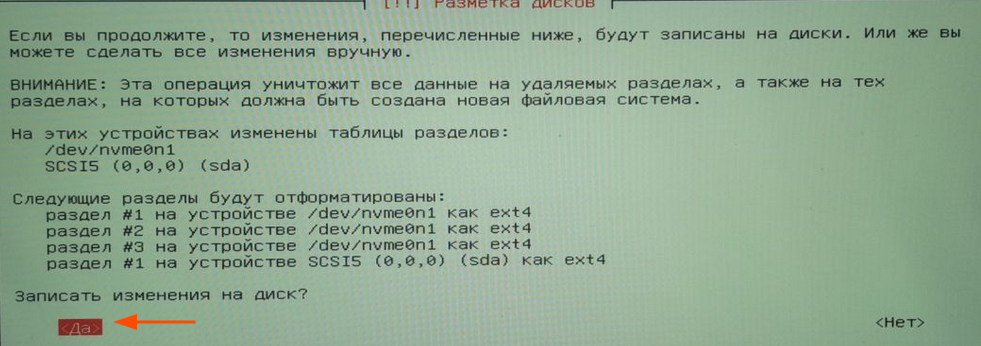 [!!] Разметка дисков
Если вы продолжите, то изменения, перечисленные ниже, будут записаны на диски. Или же вы
можете сделать все изменения вручную.
ВНИМАНИЕ: Эта операция уничтожит все данные на удаляемых разделах, а также на тех
разделах, на которых должна быть создана новая файловая система.
На этих устройствах изменены таблицы разделов:
/dev/nvme0n1
SCSI5 (0,0,0) (sda)
Следующие разделы будут отформатированы:
раздел #1 на устройстве /dev/nvme0n1 как ext4
раздел #2 на устройстве /dev/nvme0n1 как ext4
раздел #3 на устройстве /dev/nvme0n1 как ext4
раздел #1 на устройстве SCSI5 (0,0,0) (sda) как ext4
Записать изменения на диск?
<Да> <Нет>